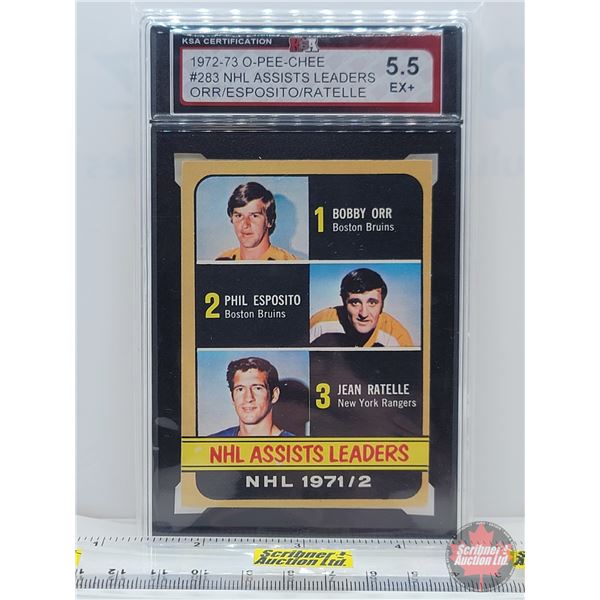 KSA CERTIFICATION
KSA
1972-73 O-PEE-CHEE
#283 NHL ASSISTS LEADERS
ORR/ESPOSITO/RATELLE
5.5
EX+
1 BOBBY ORR
Boston Bruins
2 PHIL ESPOSITO
Boston Bruins
3 JEAN RATELLE
New York Rangers
NHL ASSISTS LEADERS
NHL 1971/2
Scribner's
Auction Ltd.
Scribner's
Auction Ltd.